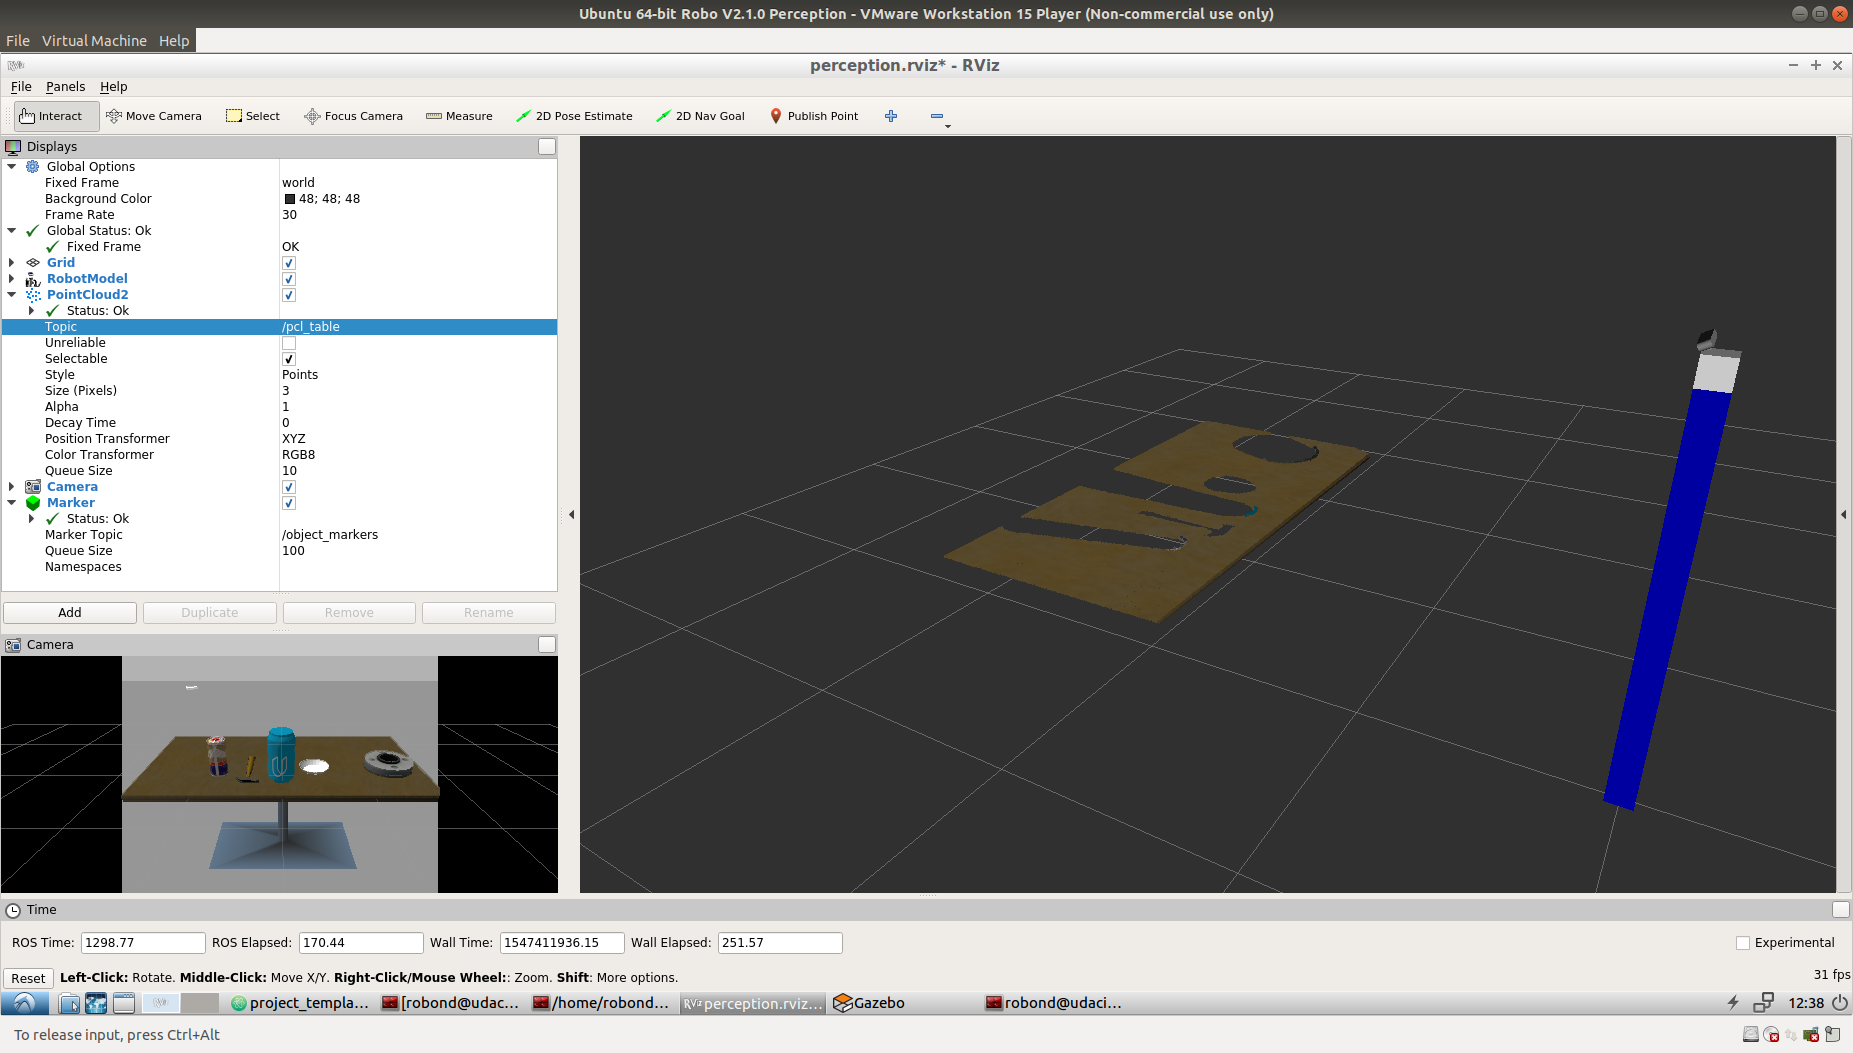 Ubuntu 64-bit Robo V2.1.0 Perception - VMware Workstation 15 Player (Non-commercial use only)
File Virtual Machine Help
RViz perception.rviz* - RViz
File Panels Help
Interact Move Camera Select Focus Camera Measure 2D Pose Estimate 2D Nav Goal Publish Point
Displays
Global Options
Fixed Frame world
Background Color 48; 48; 48
Frame Rate 30
Global Status: Ok
Fixed Frame OK
Grid
RobotModel
PointCloud2
Status: Ok
Topic /pcl_table
Unreliable
Selectable
Style Points
Size (Pixels) 3
Alpha 1
Decay Time 0
Position Transformer XYZ
Color Transformer RGB8
Queue Size 10
Camera
Marker
Status: Ok
Marker Topic /object_markers
Queue Size 100
Namespaces
Add Duplicate Remove Rename
Camera
Time
ROS Time: 1298.77 ROS Elapsed: 170.44 Wall Time: 1547411936.15 Wall Elapsed: 251.57 Experimental
Reset Left-Click: Rotate. Middle-Click: Move X/Y. Right-Click/Mouse Wheel:: Zoom. Shift: More options. 31 fps
project_templa... [robond@udac... /home/robond... RViz perception.rviz... Gazebo robond@udaci... 12:38
To release input, press Ctrl+Alt